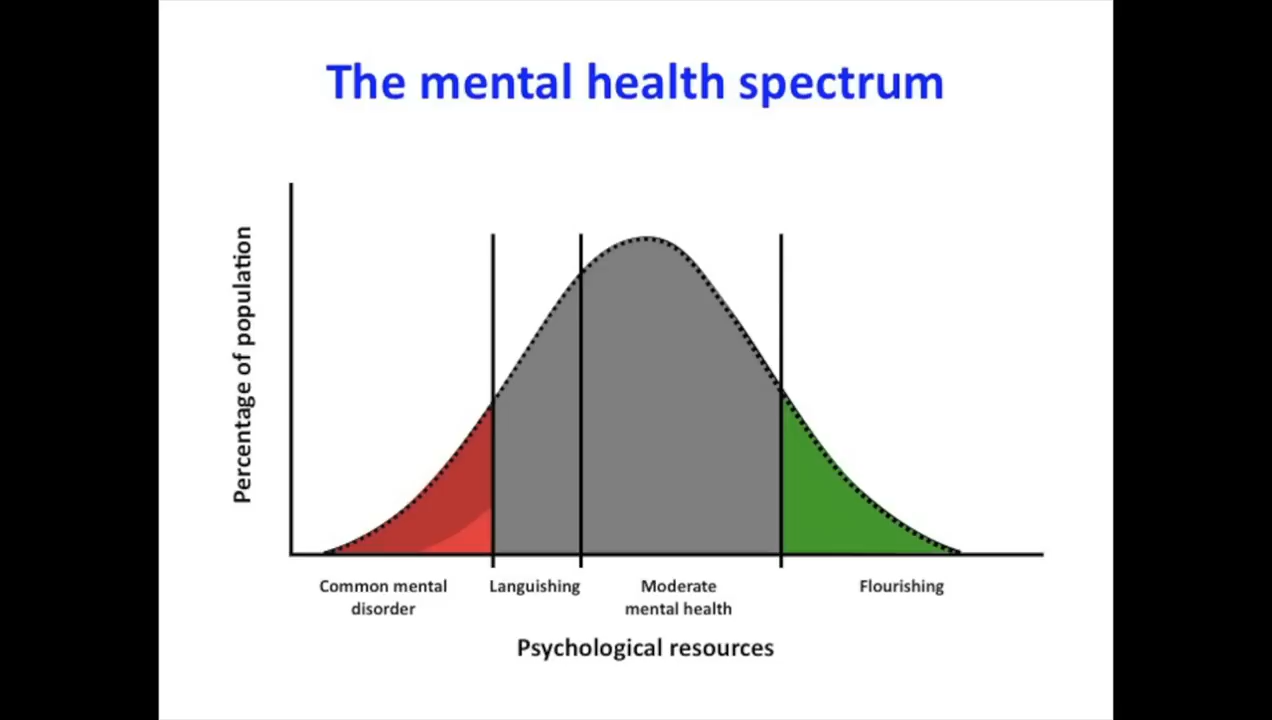 The mental health spectrum
Percentage of population
Common mental
disorder
Languishing
Moderate
mental health
Flourishing
Psychological resources